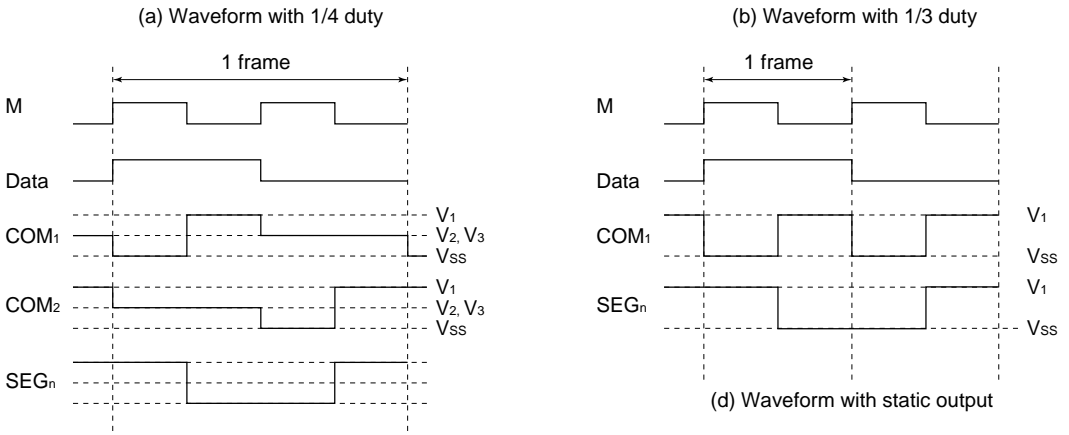 (a) Waveform with 1/4 duty
(b) Waveform with 1/3 duty
1 frame
M
Data
COM1
V1
V2, V3
VSS
COM2
V1
V2, V3
VSS
SEGn
1 frame
M
Data
COM1
V1
VSS
SEGn
V1
VSS
(d) Waveform with static output